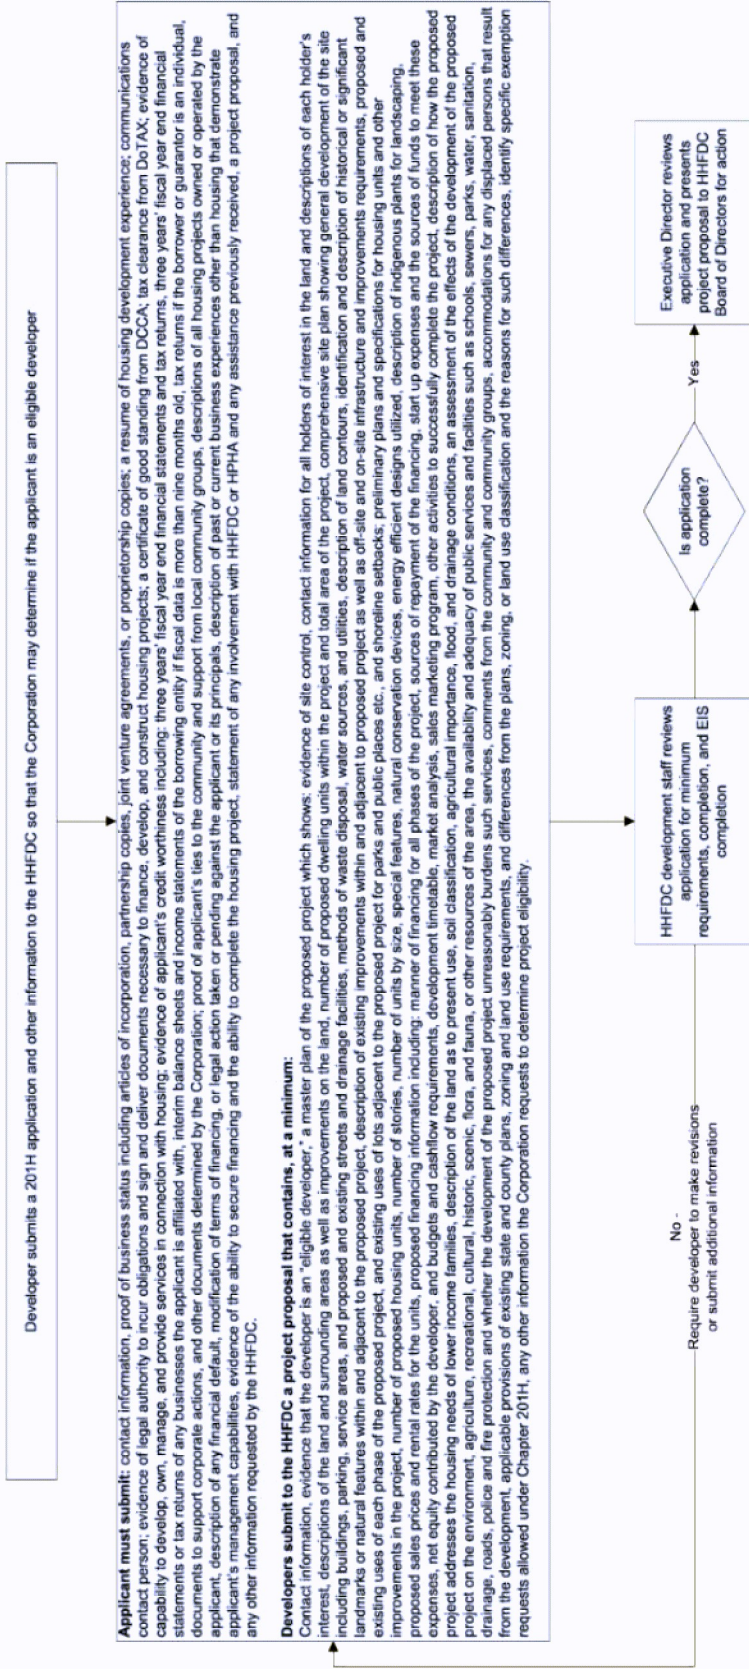 Developer submits a 201H application and other information to the HHFDC so that the Corporation may determine if the applicant is an eligible developer
Applicant must submit: contact information, proof of business status including articles of incorporation, partnership copies, joint venture agreements, or proprietorship copies; a resume of housing development experience; communications
contact person; evidence of legal authority to incur obligations and sign and deliver documents necessary to finance, develop, and construct housing projects; a certificate of good standing from DCCA; tax clearance from DoTAX; evidence of
capability to develop, own, manage, and provide services in connection with housing; evidence of applicant's credit worthiness including: three years' fiscal year end financial statements and tax returns, three years' fiscal year end financial
statements or tax returns of any businesses the applicant is affiliated with, interim balance sheets and income statements of the borrowing entity if fiscal data is more than nine months old, tax returns if the borrower or guarantor is an individual,
documents to support corporate actions, and other documents determined by the Corporation; proof of applicant's ties to the community and support from local community groups, descriptions of all housing projects owned or operated by the
applicant, description of any financial default, modification of terms of financing, or legal action taken or pending against the applicant or its principals, description of past or current business experiences other than housing that demonstrate
applicant's management capabilities, evidence of the ability to secure financing and the ability to complete the housing project, statement of any involvement with HHFDC or HPHA and any assistance previously received, a project proposal, and
any other information requested by the HHFDC.
Developers submit to the HHFDC a project proposal that contains, at a minimum:
Contact information, evidence that the developer is an "eligible developer," a master plan of the proposed project which shows: evidence of site control, contact information for all holders of interest in the land and descriptions of each holder's
interest, descriptions of the land and surrounding areas as well as improvements on the land, number of proposed dwelling units within the project and total area of the project, comprehensive site plan showing general development of the site
including buildings, parking, service areas, and proposed and existing streets and drainage facilities, methods of waste disposal, water sources, and utilities, description of land contours, identification and description of historical or significant
landmarks or natural features within and adjacent to the proposed project, description of existing improvements within and adjacent to proposed project as well as off-site and on-site infrastructure and improvements requirements, proposed and
existing uses of each phase of the proposed project, and existing uses of lots adjacent to the proposed project for parks and public places etc., and shoreline setbacks; preliminary plans and specifications for housing units and other
improvements in the project, number of proposed housing units, number of stories, number of units by size, special features, natural conservation devices, energy efficient designs utilized, description of indigenous plants for landscaping,
proposed sales prices and rental rates for the units, proposed financing information including: manner of financing for all phases of the project, sources of repayment of the financing, start up expenses and the sources of funds to meet these
expenses, net equity contributed by the developer, and budgets and cashflow requirements, development timetable, market analysis, sales marketing program, other activities to successfully complete the project, description of how the proposed
project addresses the housing needs of lower income families, description of the land as to present use, soil classification, agricultural importance, flood, and drainage conditions, an assessment of the effects of the development of the proposed
project on the environment, agriculture, recreational, cultural, historic, scenic, flora, and fauna, or other resources of the area, the availability and adequacy of public services and facilities such as schools, sewers, parks, water, sanitation,
drainage, roads, police and fire protection and whether the development of the proposed project unreasonably burdens such services, comments from the community and community groups, accommodations for any displaced persons that result
from the development, applicable provisions of existing state and county plans, zoning and land use requirements, and differences from the plans, zoning, or land use classification and the reasons for such differences, identify specific exemption
requests allowed under Chapter 201H, any other information the Corporation requests to determine project eligibility.
No -
Require developer to make revisions
or submit additional information
HHFDC development staff reviews
application for minimum
requirements, completion, and EIS
completion
Is application
complete?
Yes
Executive Director reviews
application and presents
project proposal to HHFDC
Board of Directors for action